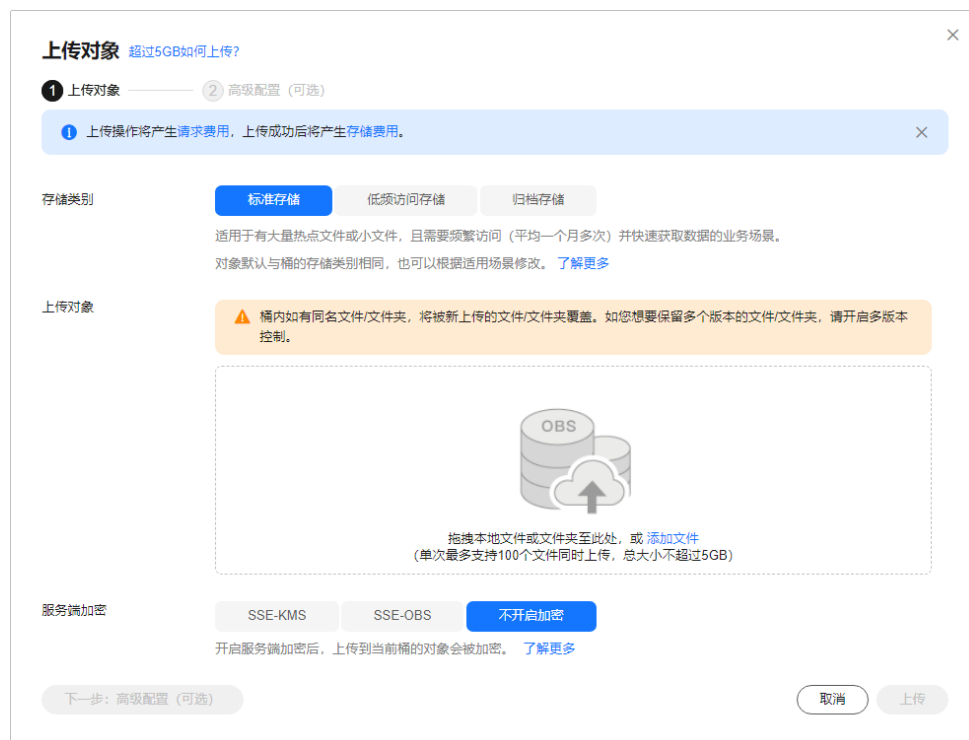 上传对象 超过5GB如何上传?
1 上传对象 2 高级配置（可选）
上传操作将产生请求费用，上传成功后将产生存储费用。
存储类别 标准存储 低频访问存储 归档存储
适用于有大量热点文件或小文件，且需要频繁访问（平均一个月多次）并快速获取数据的业务场景。
对象默认与桶的存储类别相同，也可以根据适用场景修改。 了解更多
上传对象
桶内如有同名文件/文件夹，将被新上传的文件/文件夹覆盖。如您想要保留多个版本的文件/文件夹，请开启多版本
控制。
OBS
拖拽本地文件或文件夹至此处，或 添加文件
（单次最多支持100个文件同时上传，总大小不超过5GB）
服务端加密 SSE-KMS SSE-OBS 不开启加密
开启服务端加密后，上传到当前桶的对象会被加密。 了解更多
下一步：高级配置（可选） 取消 上传